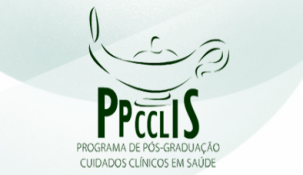 PPCCLIS
PROGRAMA DE PÓS-GRADUAÇÃO
CUIDADOS CLÍNICOS EM SAÚDE